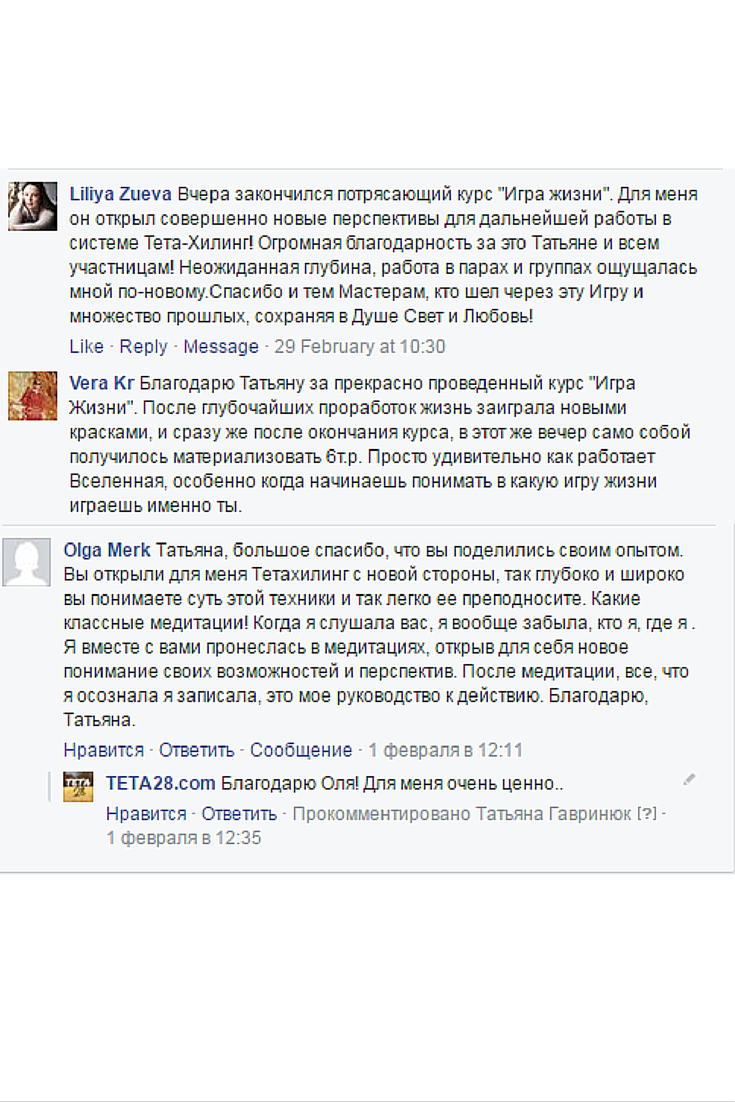 Liliya Zueva Вчера закончился потрясающий курс "Игра жизни". Для меня
он открыл совершенно новые перспективы для дальнейшей работы в
системе Тета-Хилинг! Огромная благодарность за это Татьяне и всем
участницам! Неожиданная глубина, работа в парах и группах ощущалась
мной по-новому.Спасибо и тем Мастерам, кто шел через эту Игру и
множество прошлых, сохраняя в Душе Свет и Любовь!
Like · Reply · Message · 29 February at 10:30
Vera Kr Благодарю Татьяну за прекрасно проведенный курс "Игра
Жизни". После глубочайших проработок жизнь заиграла новыми
красками, и сразу же после окончания курса, в этот же вечер само собой
получилось материализовать 6т.р. Просто удивительно как работает
Вселенная, особенно когда начинаешь понимать в какую игру жизни
играешь именно ты.
Olga Merk Татьяна, большое спасибо, что вы поделились своим опытом.
Вы открыли для меня Тетахилинг с новой стороны, так глубоко и широко
вы понимаете суть этой техники и так легко ее преподносите. Какие
классные медитации! Когда я слушала вас, я вообще забыла, кто я, где я .
Я вместе с вами пронеслась в медитациях, открыв для себя новое
понимание своих возможностей и перспектив. После медитации, все, что
я осознала я записала, это мое руководство к действию. Благодарю,
Татьяна.
Нравится · Ответить · Сообщение · 1 февраля в 12:11
ТЕТА28.com Благодарю Оля! Для меня очень ценно..
Нравится · Ответить · Прокомментировано Татьяна Гавринюк [?] ·
1 февраля в 12:35